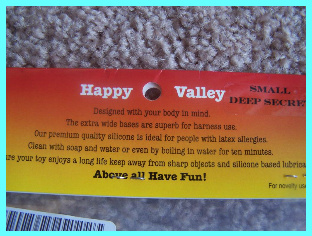 Happy Valley
SMALL
DEEP SECRE
Designed with your body in mind.
The extra wide bases are superb for harness use.
Our premium quality silicone is ideal for people with latex allergies.
Clean with soap and water or even by boiling in water for ten minutes.
re your toy enjoys a long life keep away from sharp objects and silicone based lubrica
Above all Have Fun!
For novelty use